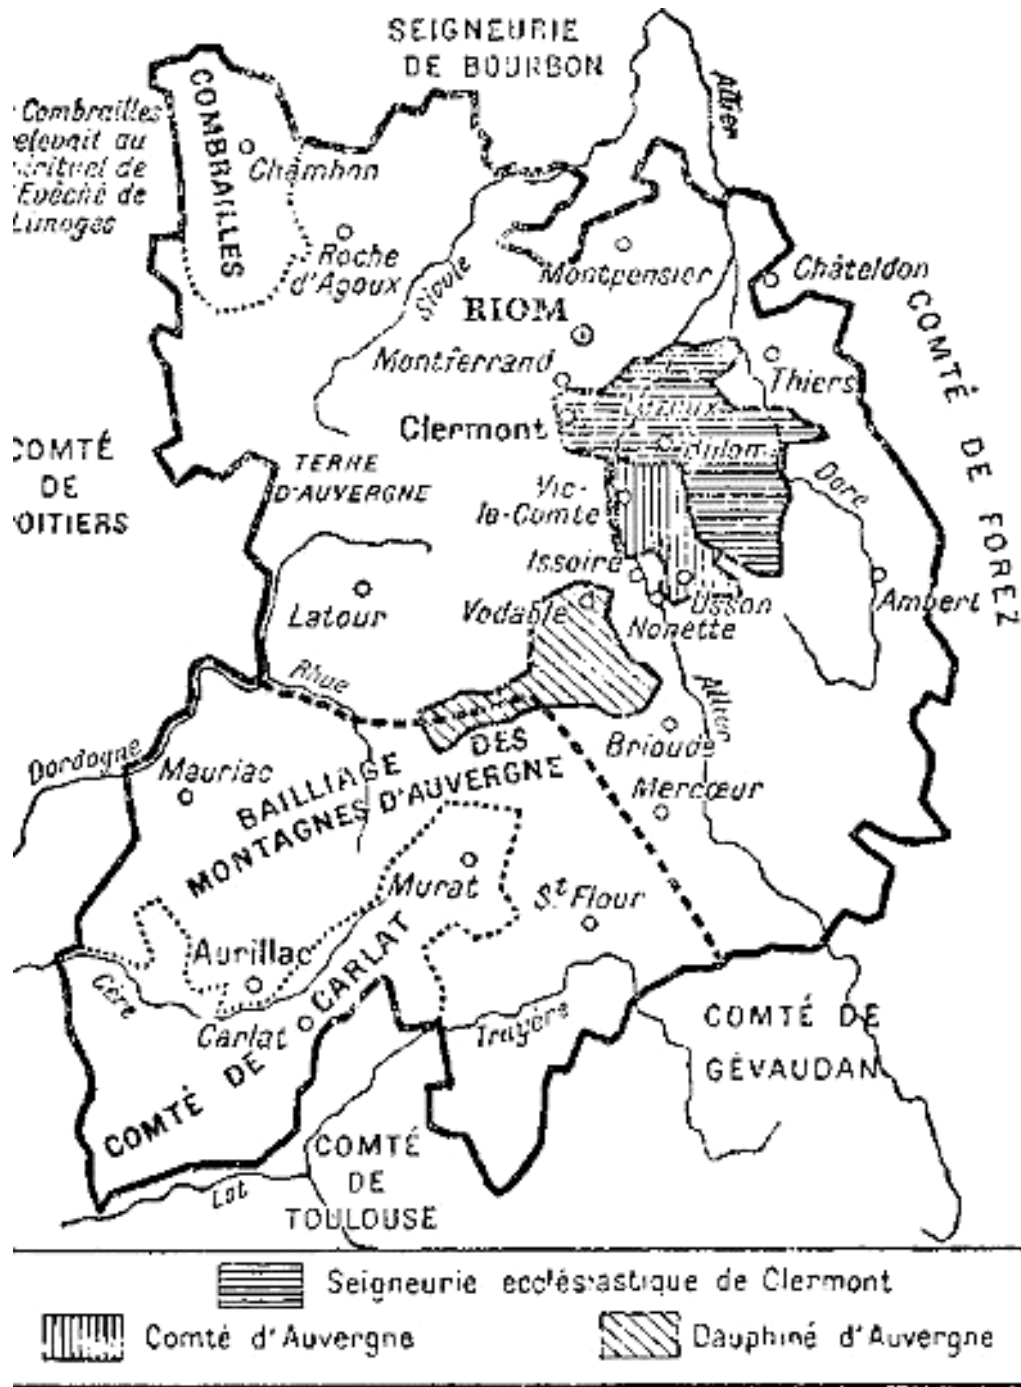 SEIGNEURIE
DE BOURBON
Allier
COMBRAILLES
Combrailles
au
de
Evêché de
Limoges
Chambon
Roche
d'Agoux
Sioule
Montpensier
Châteldon
RIOM
Montferrand
Thiers
COMTÉ DE FOREZ
Clermont
COMTÉ
DE
TERRE
D'AUVERGNE
Vic-
le-Comte
Dore
Issoire
Ambert
Latour
Vodable
Usson
Nonette
Rhue
Allier
Dordogne
Mauriac
Brioude
Mercœur
BAILLIAGE DES
MONTAGNES D'AUVERGNE
Murat
St Flour
Aurillac
Cère
Carlat
COMTÉ DE CARLAT
Truyère
COMTÉ DE
GÉVAUDAN
COMTÉ
DE
TOULOUSE
Lot
Seigneurie ecclésiastique de Clermont
Comté d'Auvergne
Dauphiné d'Auvergne